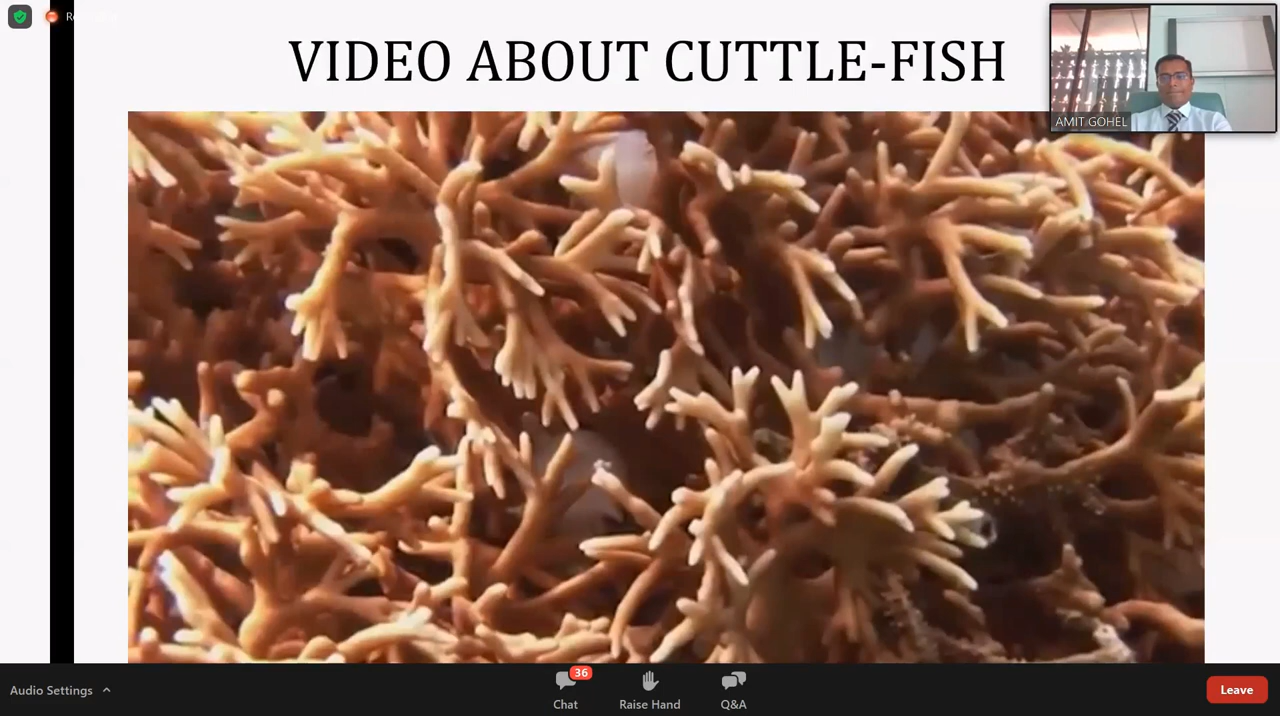 VIDEO ABOUT CUTTLE-FISH
AMIT GOHEL
Audio Settings
36
Chat
Raise Hand
Q&A
Leave